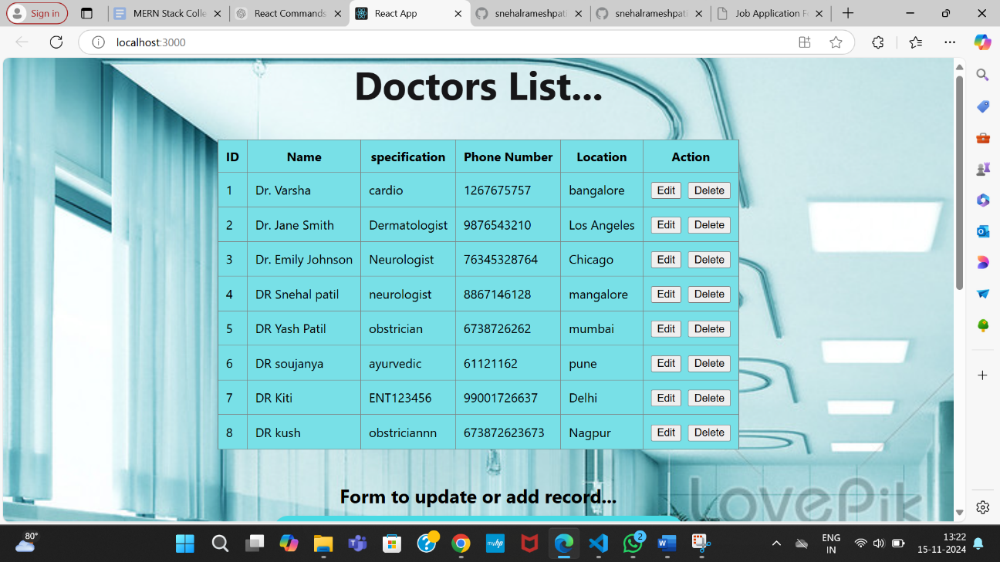 Sign in
MERN Stack Colle
React Commands
React App
snehalrameshpati
snehalrameshpati
Job Application Fo
localhost:3000
Doctors List...
ID Name specification Phone Number Location Action
1 Dr. Varsha cardio 1267675757 bangalore Edit Delete
2 Dr. Jane Smith Dermatologist 9876543210 Los Angeles Edit Delete
3 Dr. Emily Johnson Neurologist 76345328764 Chicago Edit Delete
4 DR Snehal patil neurologist 8867146128 mangalore Edit Delete
5 DR Yash Patil obstrician 6738726262 mumbai Edit Delete
6 DR soujanya ayurvedic 61121162 pune Edit Delete
7 DR Kiti ENT123456 99001726637 Delhi Edit Delete
8 DR kush obstriciannn 673872623673 Nagpur Edit Delete
Form to update or add record...
LovePik
80°
myhp
2
ENG
IN
13:22
15-11-2024